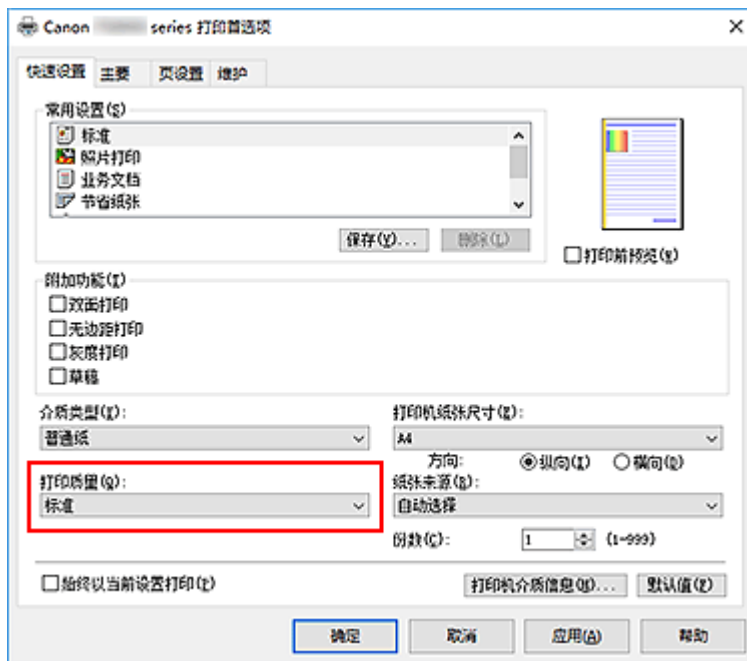 Canon series 打印首选项
快速设置 主要 页设置 维护
常用设置(S)
标准
照片打印
业务文档
节省纸张
保存(V)... 删除(L)
打印前预览(W)
附加功能(I)
双面打印
无边距打印
灰度打印
草稿
介质类型(Y):
普通纸
打印机纸张尺寸(Z):
A4
方向: 纵向(I) 横向(D)
打印质量(Q):
标准
纸张来源(R):
自动选择
份数(C): 1 (1-999)
始终以当前设置打印(P)
打印机介质信息(M)... 默认值(F)
确定 取消 应用(A) 帮助